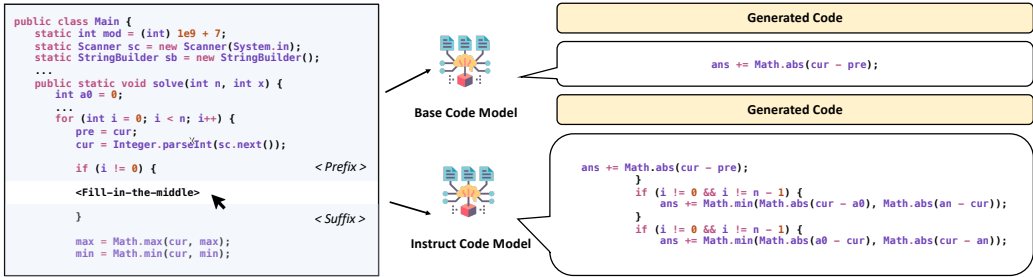 public class Main {
static int mod = (int) 1e9 + 7;
static Scanner sc = new Scanner(System.in);
static StringBuilder sb = new StringBuilder();
...
public static void solve(int n, int x) {
int a0 = 0;
...
for (int i = 0; i < n; i++) {
pre = cur;
cur = Integer.parseInt(sc.next());
if (i != 0) {
< Prefix >
<Fill-in-the-middle>
}
< Suffix >
max = Math.max(cur, max);
min = Math.min(cur, min);
Base Code Model
Instruct Code Model
Generated Code
ans += Math.abs(cur - pre);
Generated Code
ans += Math.abs(cur - pre);
}
if (i != 0 && i != n - 1) {
ans += Math.min(Math.abs(cur - a0), Math.abs(an - cur));
}
if (i != 0 && i != n - 1) {
ans += Math.min(Math.abs(a0 - cur), Math.abs(cur - an));